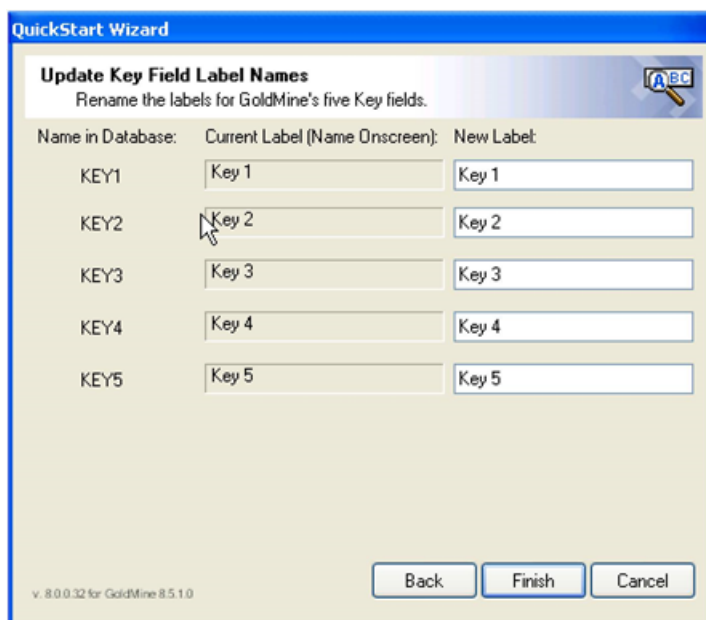 QuickStart Wizard
Update Key Field Label Names
Rename the labels for GoldMine's five Key fields.
ABC
Name in Database: Current Label (Name Onscreen): New Label:
KEY1 Key 1 Key 1
KEY2 Key 2 Key 2
KEY3 Key 3 Key 3
KEY4 Key 4 Key 4
KEY5 Key 5 Key 5
v. 8.0.0.32 for GoldMine 8.5.1.0 Back Finish Cancel